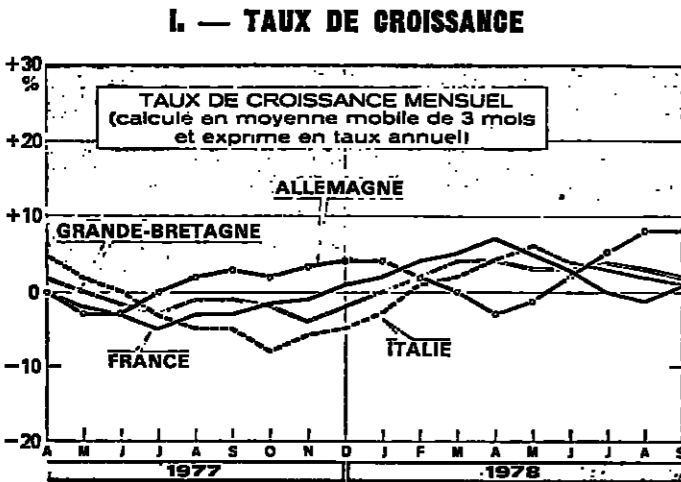 I. — TAUX DE CROISSANCE
+30
%
TAUX DE CROISSANCE MENSUEL
(calculé en moyenne mobile de 3 mois
et exprime en taux annuel)
+20
ALLEMAGNE
+10
GRANDE-BRETAGNE
0
FRANCE
ITALIE
-10
-20
A M J J A S O N D J F M A M J J A S
1977 1978